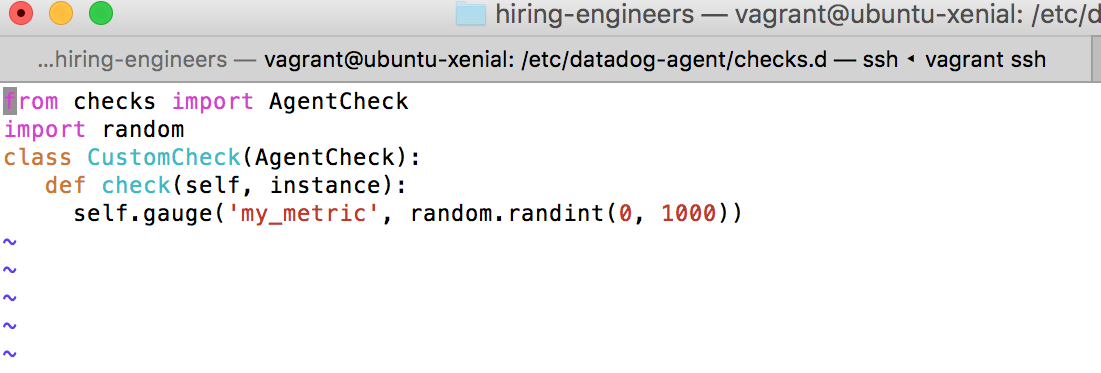 hiring-engineers — vagrant@ubuntu-xenial: /etc/d
...hiring-engineers — vagrant@ubuntu-xenial: /etc/datadog-agent/checks.d — ssh ◂ vagrant ssh
from checks import AgentCheck
import random
class CustomCheck(AgentCheck):
   def check(self, instance):
     self.gauge('my_metric', random.randint(0, 1000))
~
~
~
~
~